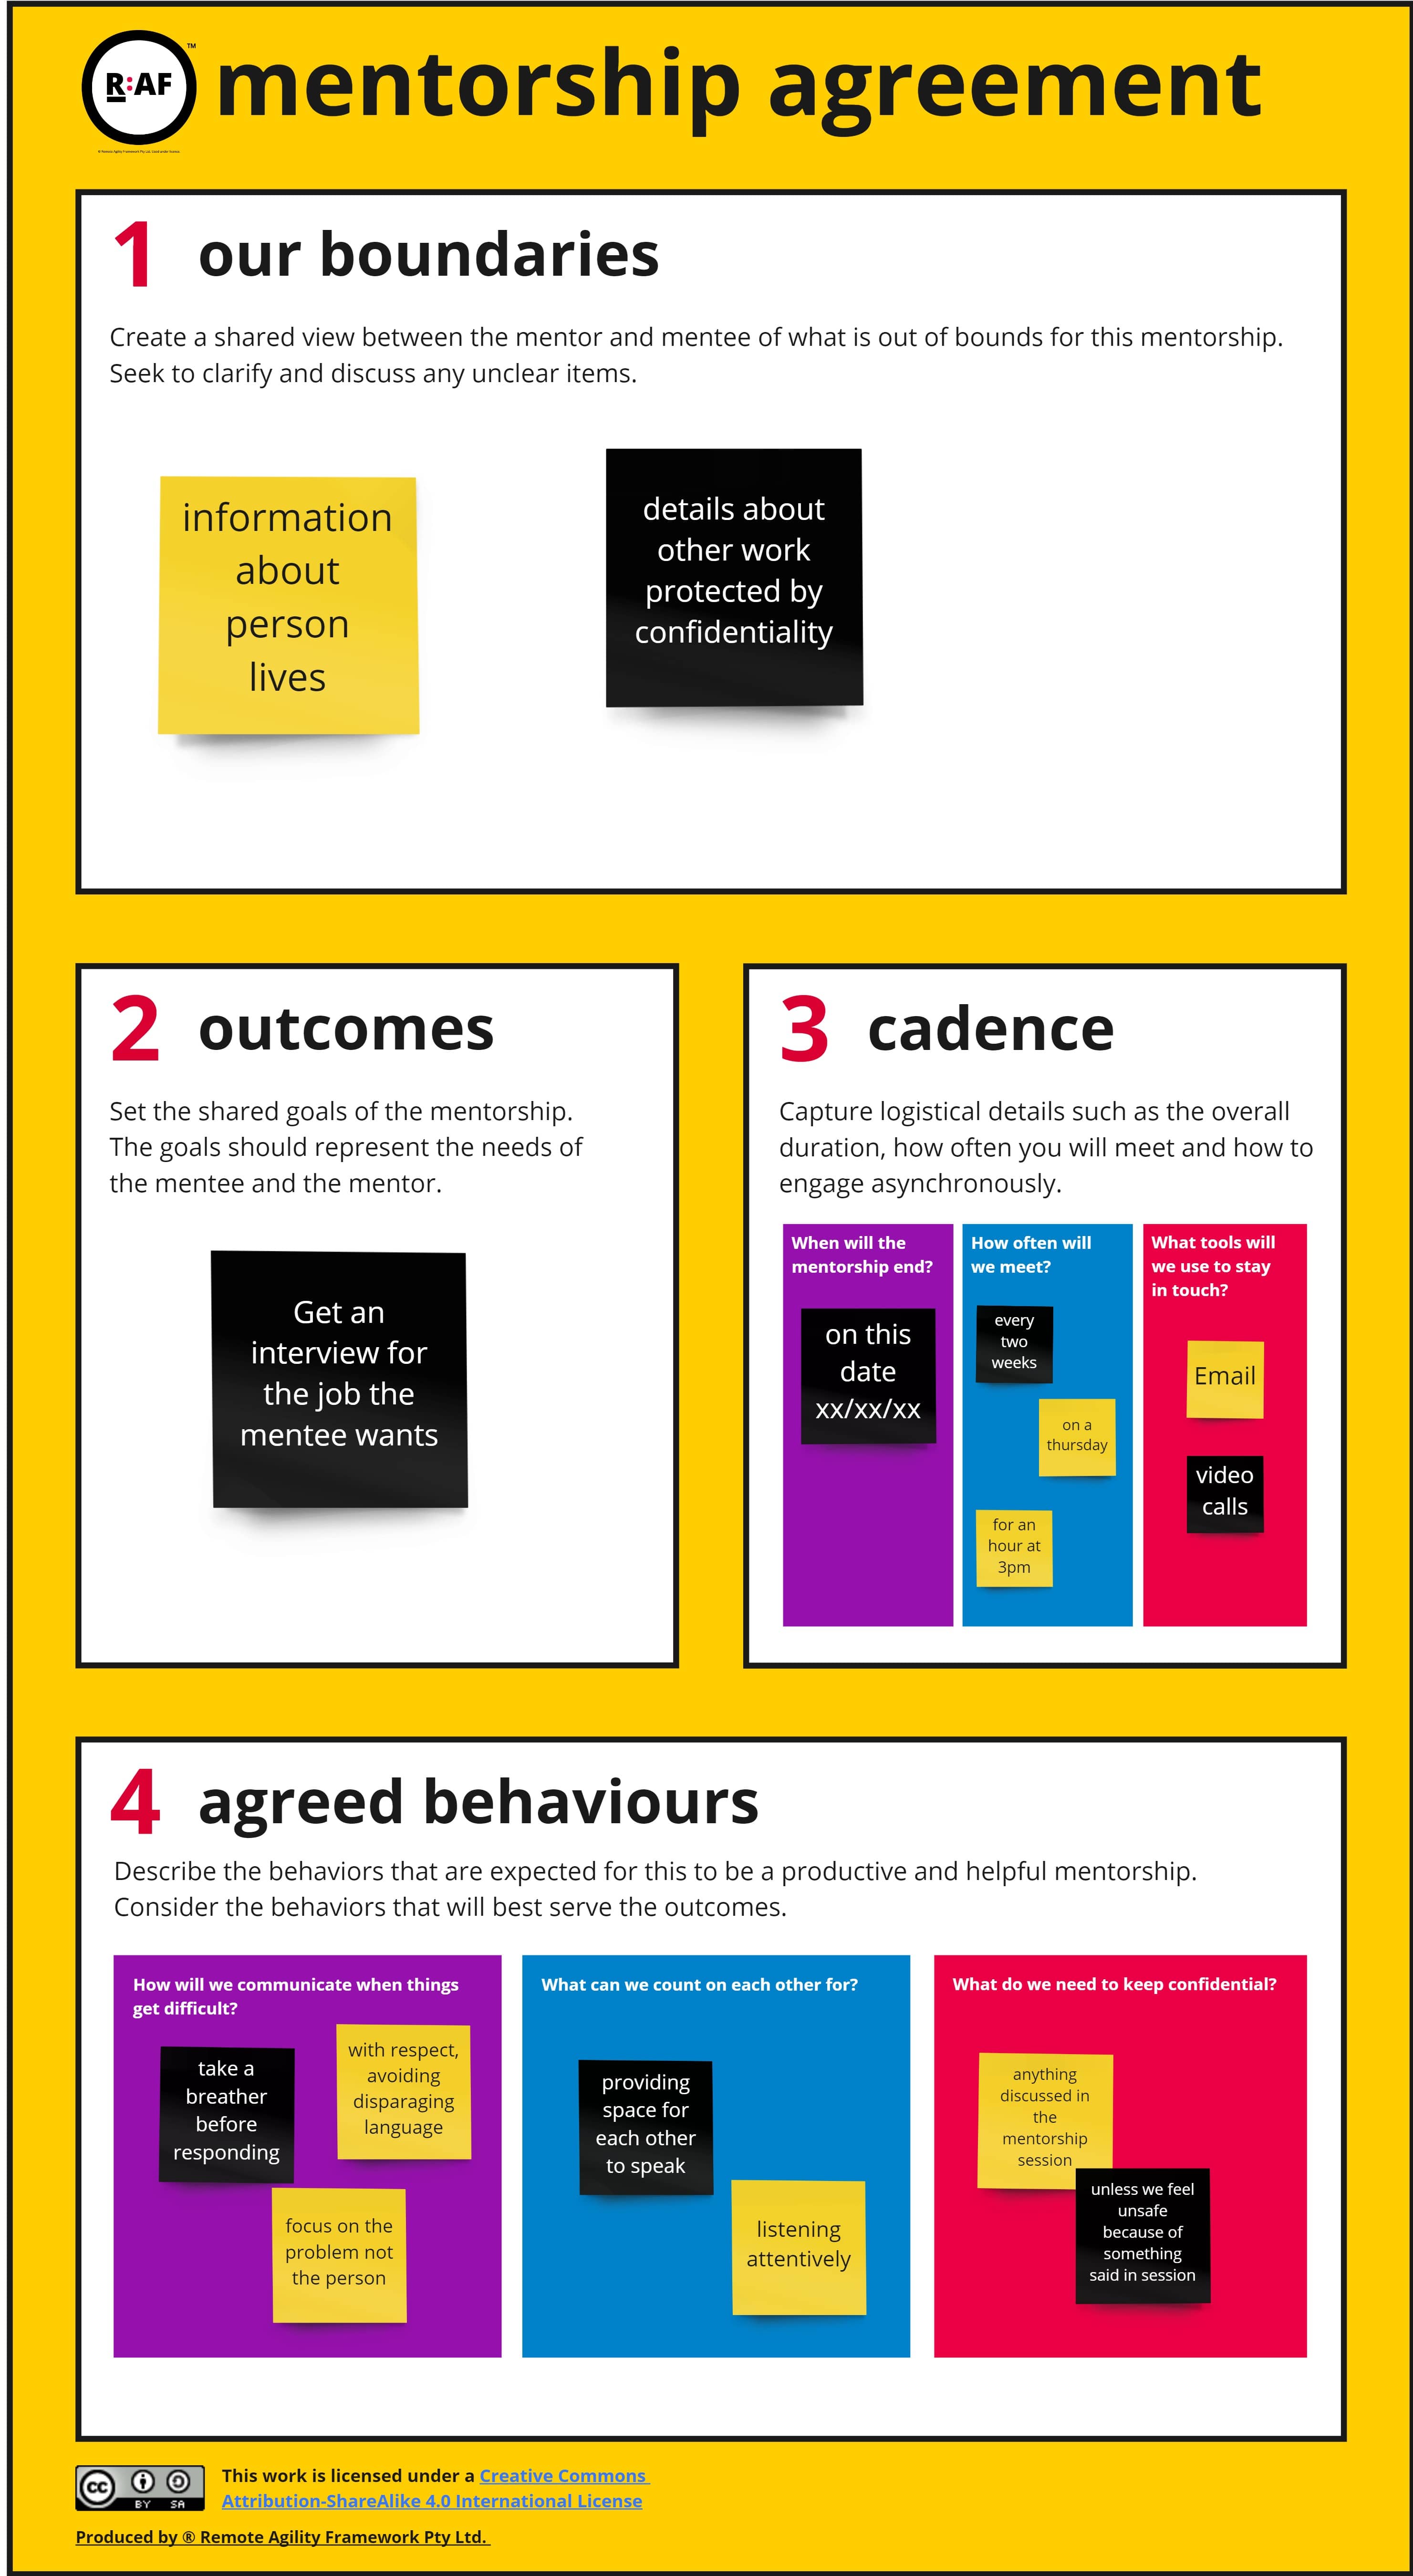 R:AF
TM
mentorship agreement
1 our boundaries
Create a shared view between the mentor and mentee of what is out of bounds for this mentorship.
Seek to clarify and discuss any unclear items.
information
about
person
lives
details about
other work
protected by
confidentiality
2 outcomes
Set the shared goals of the mentorship.
The goals should represent the needs of
the mentee and the mentor.
Get an
interview for
the job the
mentee wants
3 cadence
Capture logistical details such as the overall
duration, how often you will meet and how to
engage asynchronously.
When will the
mentorship end?
on this
date
xx/xx/xx
How often will
we meet?
every
two
weeks
on a
thursday
for an
hour at
3pm
What tools will
we use to stay
in touch?
Email
video
calls
4 agreed behaviours
Describe the behaviors that are expected for this to be a productive and helpful mentorship.
Consider the behaviors that will best serve the outcomes.
How will we communicate when things
get difficult?
take a
breather
before
responding
with respect,
avoiding
disparaging
language
focus on the
problem not
the person
What can we count on each other for?
providing
space for
each other
to speak
listening
attentively
What do we need to keep confidential?
anything
discussed in
the
mentorship
session
unless we feel
unsafe
because of
something
said in session
cc BY SA
This work is licensed under a Creative Commons
Attribution-ShareAlike 4.0 International License
Produced by ® Remote Agility Framework Pty Ltd.